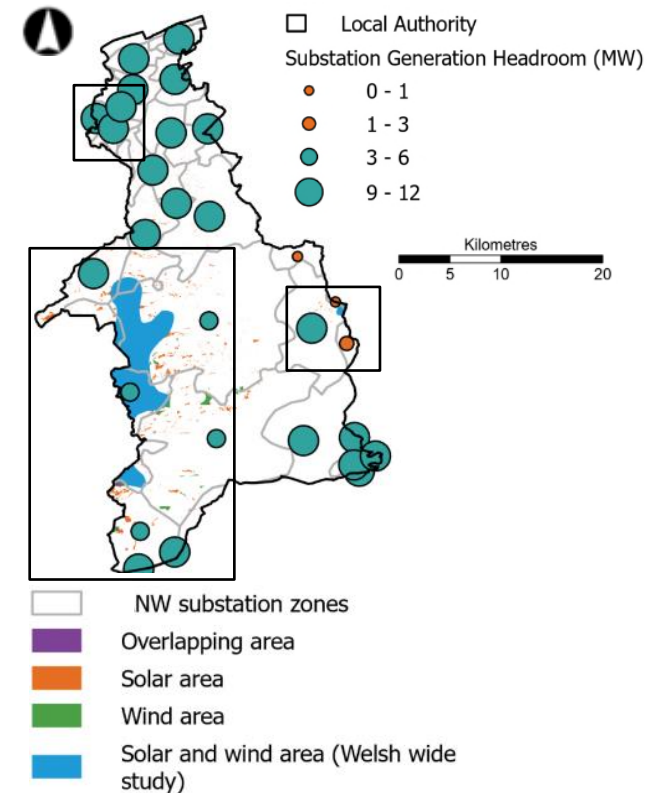 Local Authority
Substation Generation Headroom (MW)
0 - 1
1 - 3
3 - 6
9 - 12
Kilometres
0 5 10 20
NW substation zones
Overlapping area
Solar area
Wind area
Solar and wind area (Welsh wide
study)